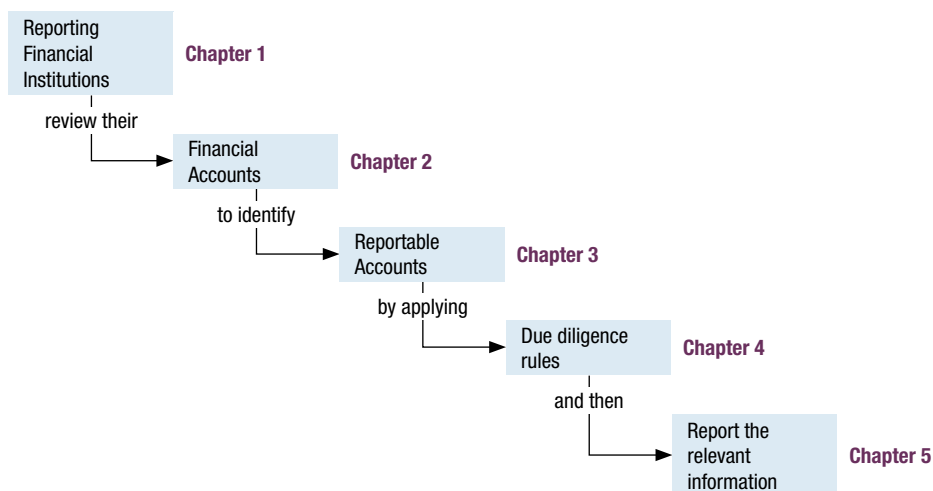 Reporting
Financial
Institutions
Chapter 1
review their
Financial
Accounts
Chapter 2
to identify
Reportable
Accounts
Chapter 3
by applying
Due diligence
rules
Chapter 4
and then
Report the
relevant
information
Chapter 5